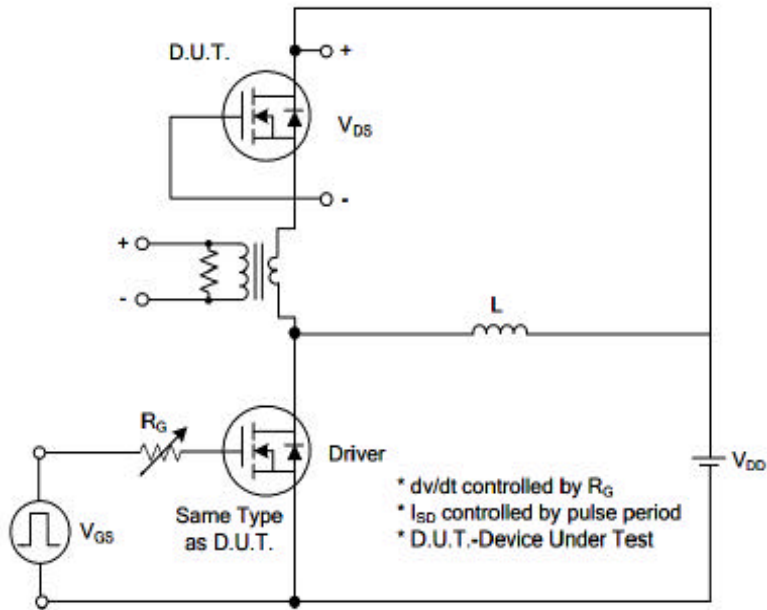 D.U.T.
+
VDS
-
+
-
L
RG
Driver
VDD
VGS
Same Type
as D.U.T.
* dv/dt controlled by RG
* ISD controlled by pulse period
* D.U.T.-Device Under Test